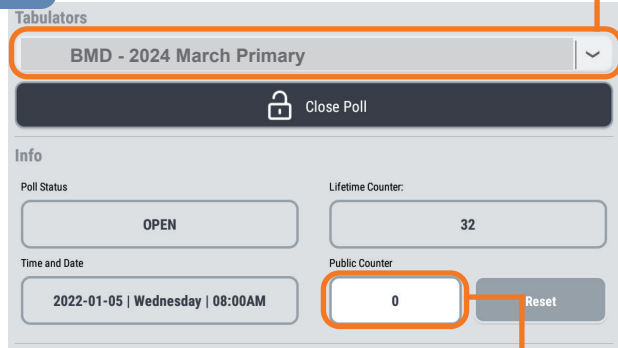 Tabulators
BMD - 2024 March Primary
Close Poll
Info
Poll Status
Lifetime Counter:
OPEN
32
Time and Date
Public Counter
2022-01-05 | Wednesday | 08:00AM
0
Reset